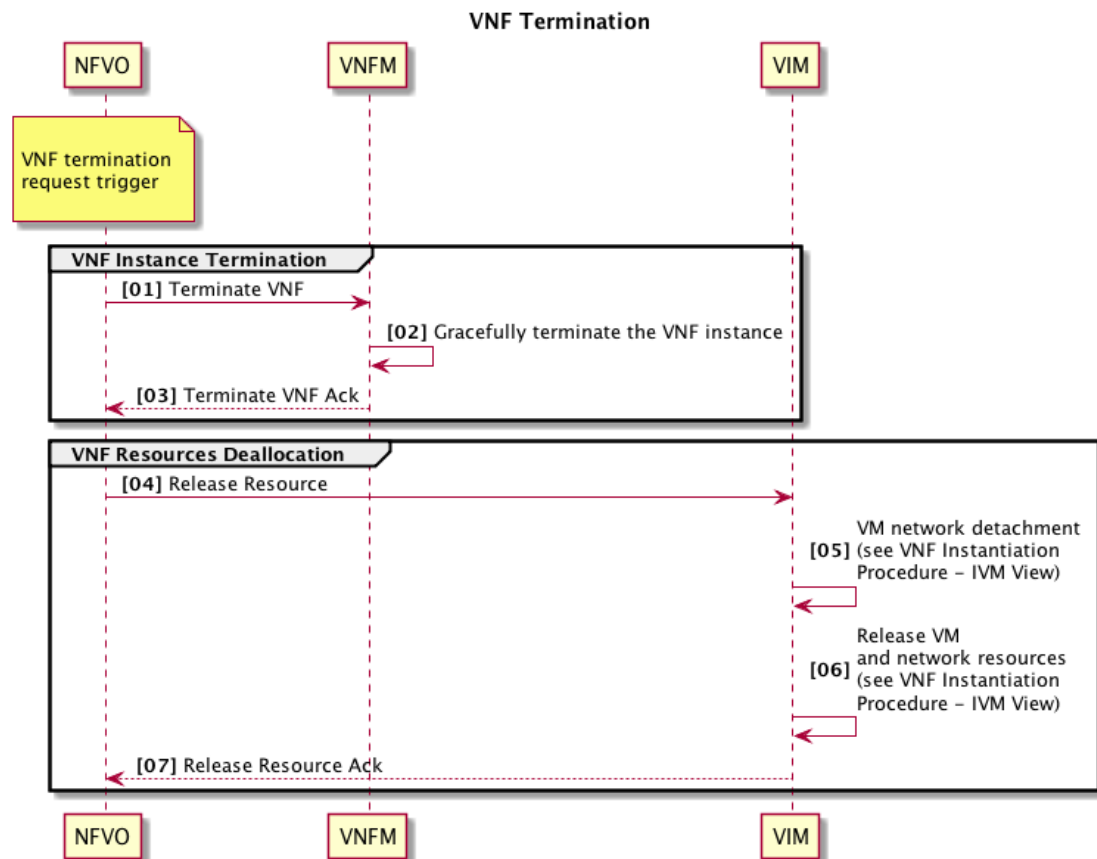 VNF Termination
NFVO
VNFM
VIM
VNF termination
request trigger
VNF Instance Termination
[01] Terminate VNF
[02] Gracefully terminate the VNF instance
[03] Terminate VNF Ack
VNF Resources Deallocation
[04] Release Resource
VM network detachment
[05] (see VNF Instantiation
Procedure - IVM View)
Release VM
and network resources
[06] (see VNF Instantiation
Procedure - IVM View)
[07] Release Resource Ack
NFVO
VNFM
VIM